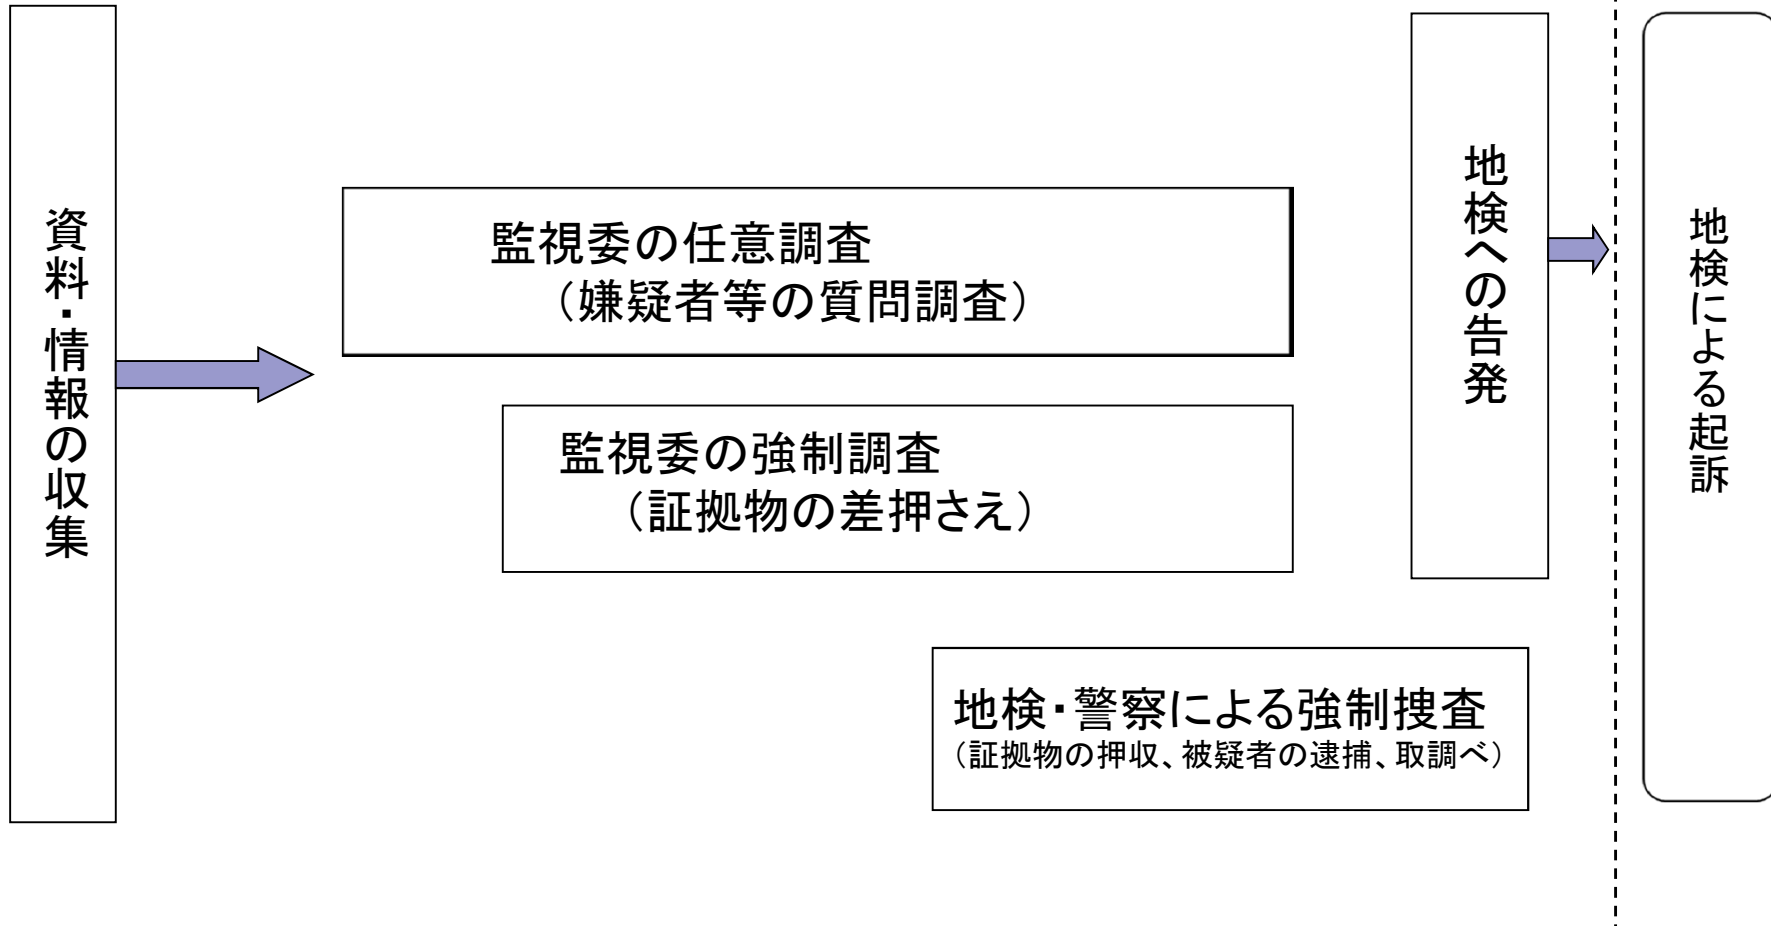 資料・情報の収集
監視委の任意調査
（嫌疑者等の質問調査）
監視委の強制調査
（証拠物の差押さえ）
地検・警察による強制捜査
（証拠物の押収、被疑者の逮捕、取調べ）
地検への告発
地検による起訴